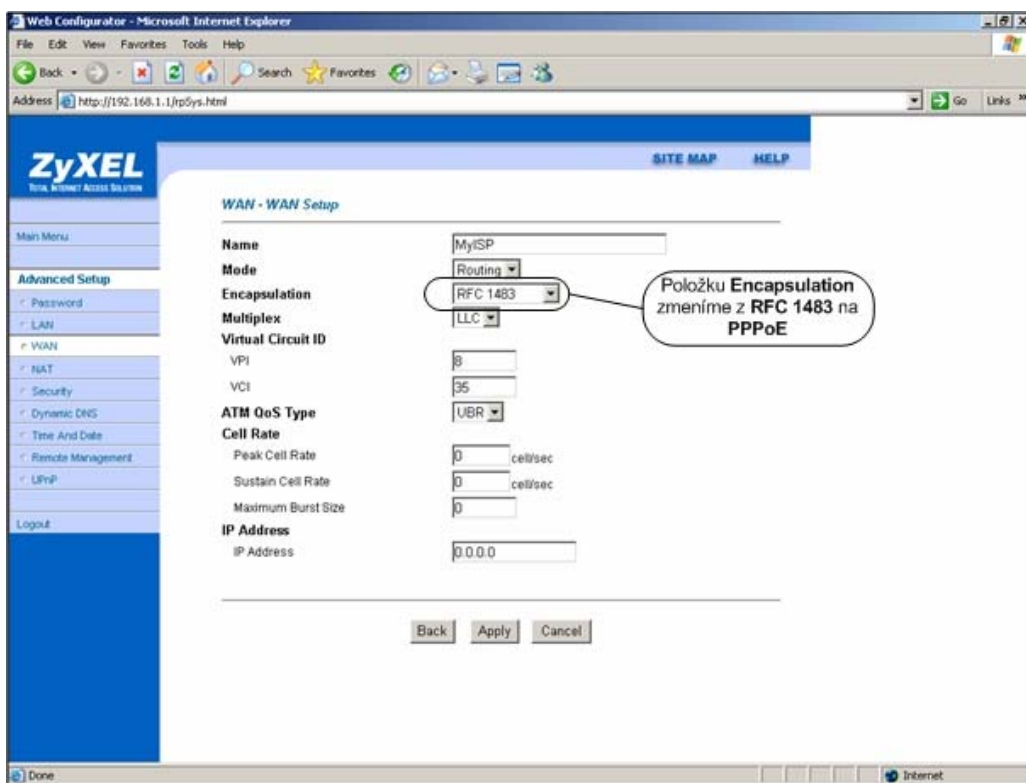 Web Configurator - Microsoft Internet Explorer
File Edit View Favorites Tools Help
Back Search Favorites
Address http://192.168.1.1/rpSys.html Go Links
SITE MAP HELP
ZyXEL
TOTAL INTERNET ACCESS SOLUTION
WAN - WAN Setup
Main Menu
Advanced Setup
Password
LAN
WAN
NAT
Security
Dynamic DNS
Time And Date
Remote Management
UPnP
Logout
Name MyISP
Mode Routing
Encapsulation RFC 1483
Multiplex LLC
Virtual Circuit ID
VPI 8
VCI 35
ATM QoS Type UBR
Cell Rate
Peak Cell Rate 0 cell/sec
Sustain Cell Rate 0 cell/sec
Maximum Burst Size 0
IP Address
IP Address 0.0.0.0
Položku Encapsulation
zmeníme z RFC 1483 na
PPPoE
Back Apply Cancel
Done Internet